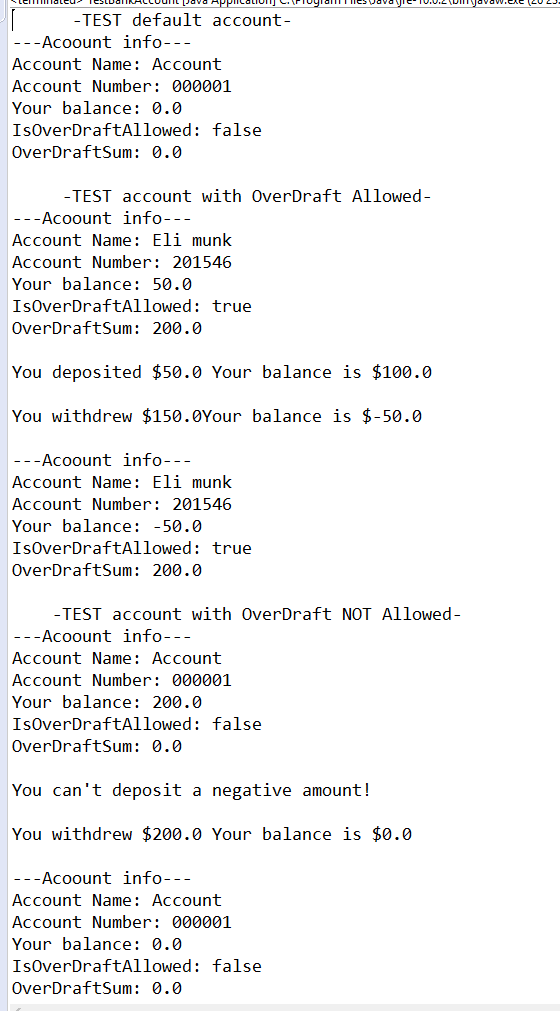 <terminated> TestBankAccount [Java Application] C:\Program Files\Java\jre-10.0.2\bin\javaw.exe (20 23.
-TEST default account-
---Acoount info---
Account Name: Account
Account Number: 000001
Your balance: 0.0
IsOverDraftAllowed: false
OverDraftSum: 0.0
-TEST account with OverDraft Allowed-
---Acoount info---
Account Name: Eli munk
Account Number: 201546
Your balance: 50.0
IsOverDraftAllowed: true
OverDraftSum: 200.0
You deposited $50.0 Your balance is $100.0
You withdrew $150.0Your balance is $-50.0
---Acoount info---
Account Name: Eli munk
Account Number: 201546
Your balance: -50.0
IsOverDraftAllowed: true
OverDraftSum: 200.0
-TEST account with OverDraft NOT Allowed-
---Acoount info---
Account Name: Account
Account Number: 000001
Your balance: 200.0
IsOverDraftAllowed: false
OverDraftSum: 0.0
You can't deposit a negative amount!
You withdrew $200.0 Your balance is $0.0
---Acoount info---
Account Name: Account
Account Number: 000001
Your balance: 0.0
IsOverDraftAllowed: false
OverDraftSum: 0.0